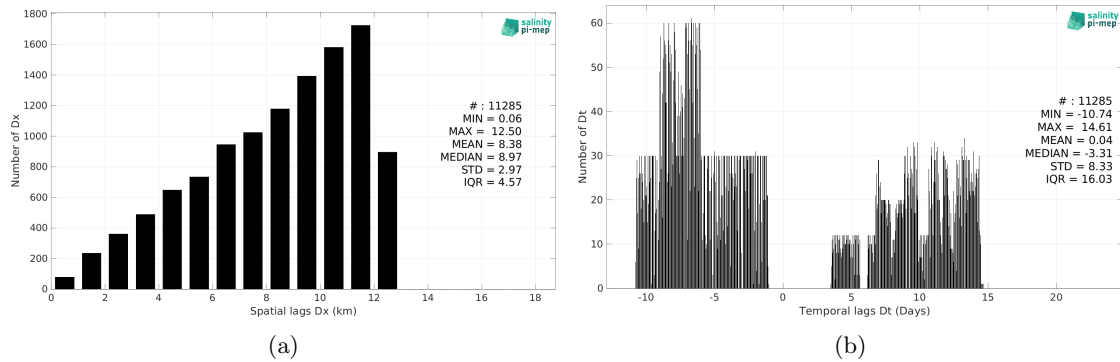 1800
1600
1400
1200
1000
800
600
400
200
0
Number of Dx
0 2 4 6 8 10 12 14 16 18
Spatial lags Dx (km)
salinity
pi-mep
# : 11285
MIN = 0.06
MAX = 12.50
MEAN = 8.38
MEDIAN = 8.97
STD = 2.97
IQR = 4.57
(a)
60
50
40
30
20
10
0
Number of Dt
-10 -5 0 5 10 15 20
Temporal lags Dt (Days)
salinity
pi-mep
# : 11285
MIN = -10.74
MAX = 14.61
MEAN = 0.04
MEDIAN = -3.31
STD = 8.33
IQR = 16.03
(b)